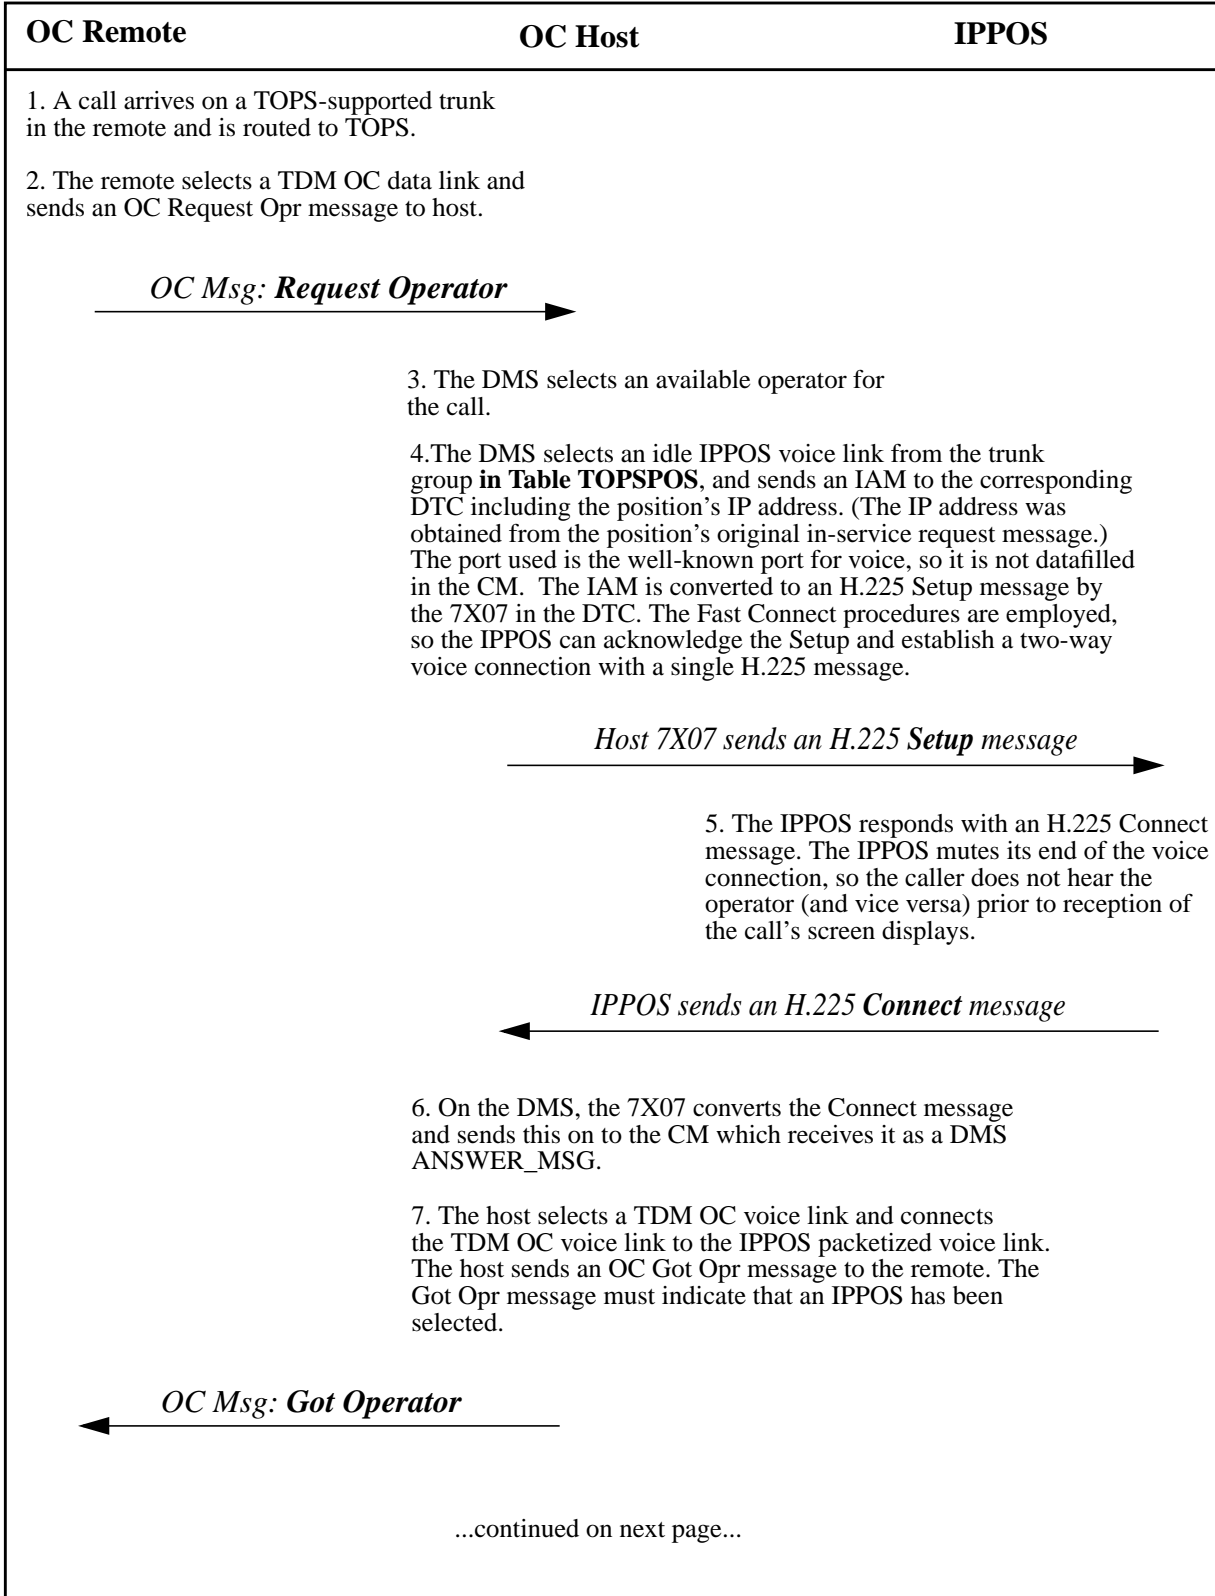 OC Remote
OC Host
IPPOS
1. A call arrives on a TOPS-supported trunk
in the remote and is routed to TOPS.
2. The remote selects a TDM OC data link and
sends an OC Request Opr message to host.
OC Msg: Request Operator
3. The DMS selects an available operator for
the call.
4.The DMS selects an idle IPPOS voice link from the trunk
group in Table TOPSPOS, and sends an IAM to the corresponding
DTC including the position's IP address. (The IP address was
obtained from the position's original in-service request message.)
The port used is the well-known port for voice, so it is not datafilled
in the CM.  The IAM is converted to an H.225 Setup message by
the 7X07 in the DTC. The Fast Connect procedures are employed,
so the IPPOS can acknowledge the Setup and establish a two-way
voice connection with a single H.225 message.
Host 7X07 sends an H.225 Setup message
5. The IPPOS responds with an H.225 Connect
message. The IPPOS mutes its end of the voice
connection, so the caller does not hear the
operator (and vice versa) prior to reception of
the call's screen displays.
IPPOS sends an H.225 Connect message
6. On the DMS, the 7X07 converts the Connect message
and sends this on to the CM which receives it as a DMS
ANSWER_MSG.
7. The host selects a TDM OC voice link and connects
the TDM OC voice link to the IPPOS packetized voice link.
The host sends an OC Got Opr message to the remote. The
Got Opr message must indicate that an IPPOS has been
selected.
OC Msg: Got Operator
...continued on next page...